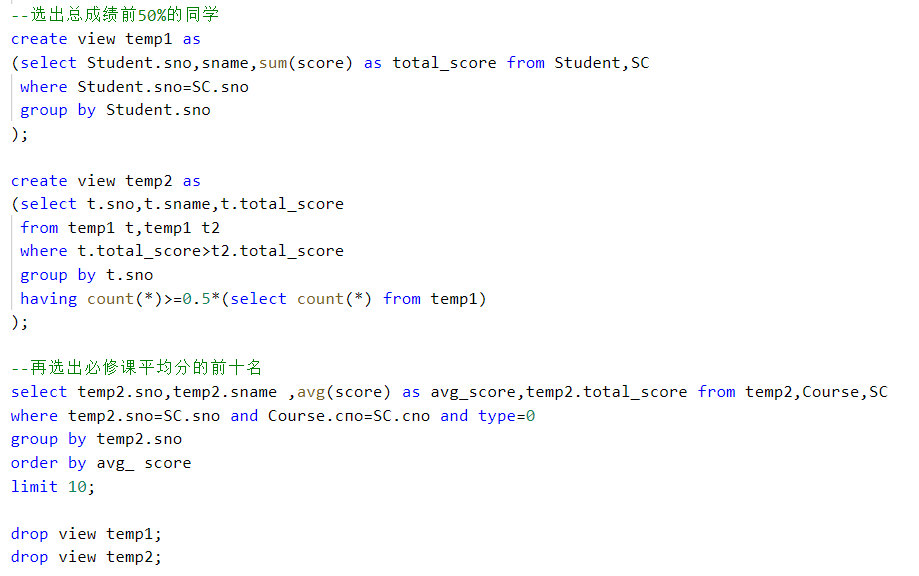 --选出总成绩前50%的同学
create view temp1 as
(select Student.sno,sname,sum(score) as total_score from Student,SC
where Student.sno=SC.sno
group by Student.sno
);
create view temp2 as
(select t.sno,t.sname,t.total_score
from temp1 t,temp1 t2
where t.total_score>t2.total_score
group by t.sno
having count(*)>=0.5*(select count(*) from temp1)
);
--再选出必修课平均分的前十名
select temp2.sno,temp2.sname ,avg(score) as avg_score,temp2.total_score from temp2,Course,SC
where temp2.sno=SC.sno and Course.cno=SC.cno and type=0
group by temp2.sno
order by avg_ score
limit 10;
drop view temp1;
drop view temp2;